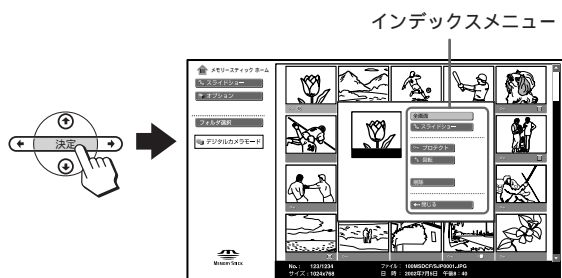 インデックスメニュー
メモリースティック ホーム
スライドショー
オプション
フォルダ選択
デジタルカメラモード
決定
全画面
スライドショー
プロテクト
回転
削除
閉じる
MEMORY STICK
No.： 123/1234
サイズ：1024x768
ファイル： 100MSDCF/SJP0001.JPG
日 時： 2002年7月5日 午前8：40